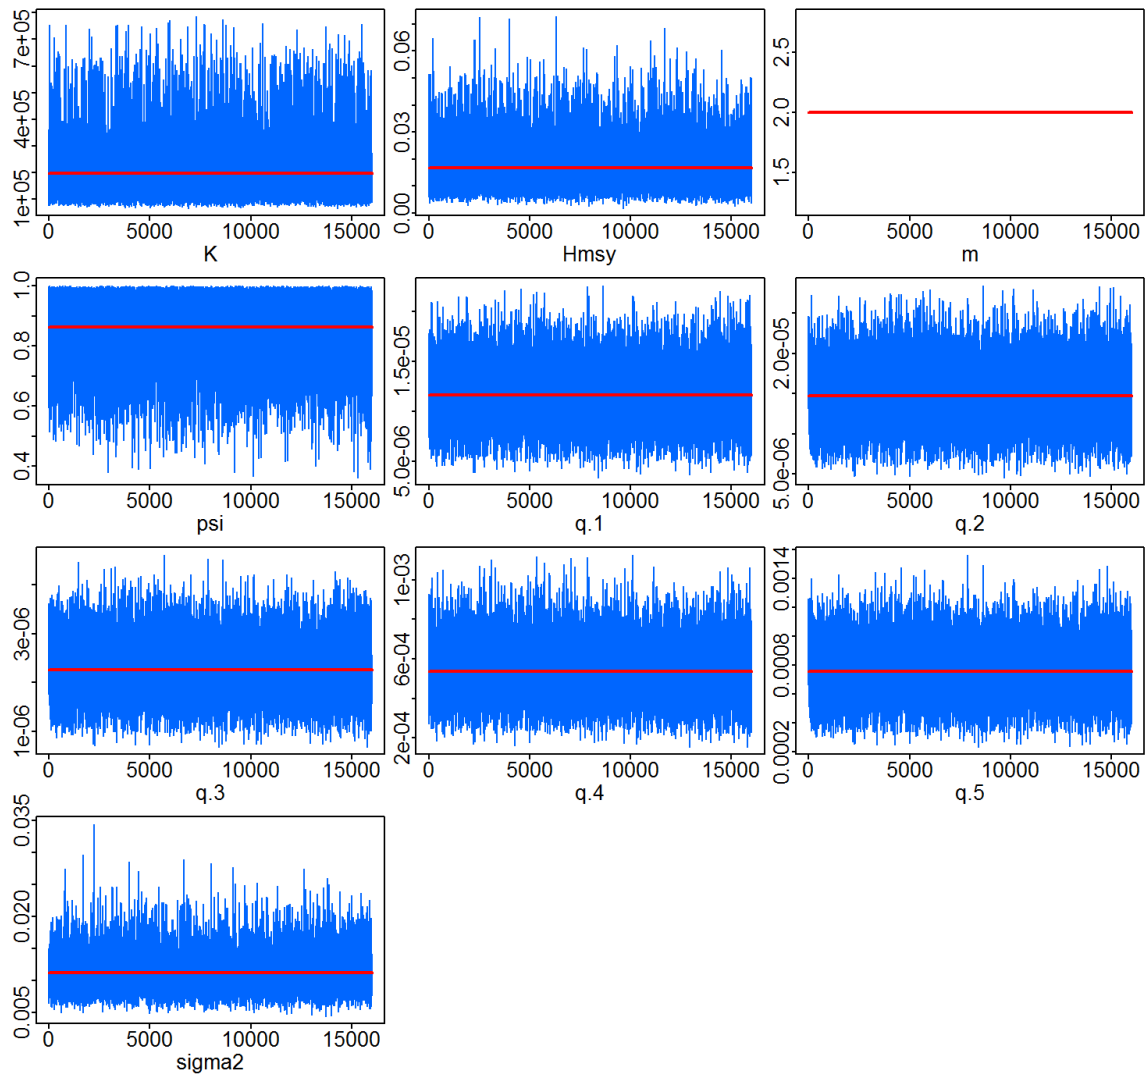 7e+05
4e+05
1e+05
0 5000 10000 15000
K
0.06
0.03
0.00
0 5000 10000 15000
Hmsy
2.5
2.0
1.5
0 5000 10000 15000
m
1.0
0.8
0.6
0.4
0 5000 10000 15000
psi
1.5e-05
5.0e-06
0 5000 10000 15000
q.1
2.0e-05
5.0e-06
0 5000 10000 15000
q.2
3e-06
1e-06
0 5000 10000 15000
q.3
1e-03
6e-04
2e-04
0 5000 10000 15000
q.4
0.0014
0.0008
0.0002
0 5000 10000 15000
q.5
0.035
0.020
0.005
0 5000 10000 15000
sigma2